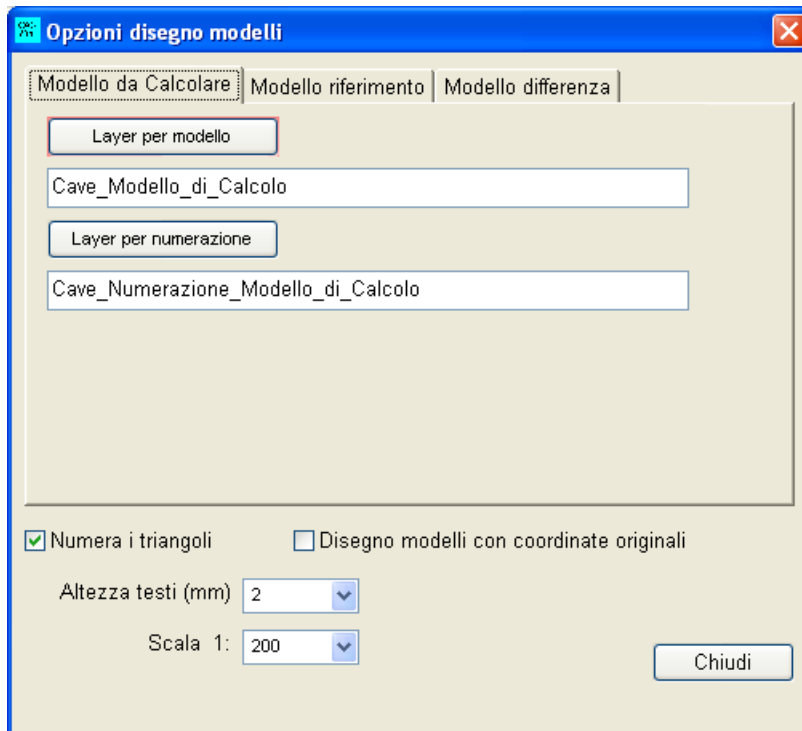 Opzioni disegno modelli
Modello da Calcolare Modello riferimento Modello differenza
Layer per modello
Cave_Modello_di_Calcolo
Layer per numerazione
Cave_Numerazione_Modello_di_Calcolo
Numera i triangoli Disegno modelli con coordinate originali
Altezza testi (mm) 2
Scala 1: 200
Chiudi